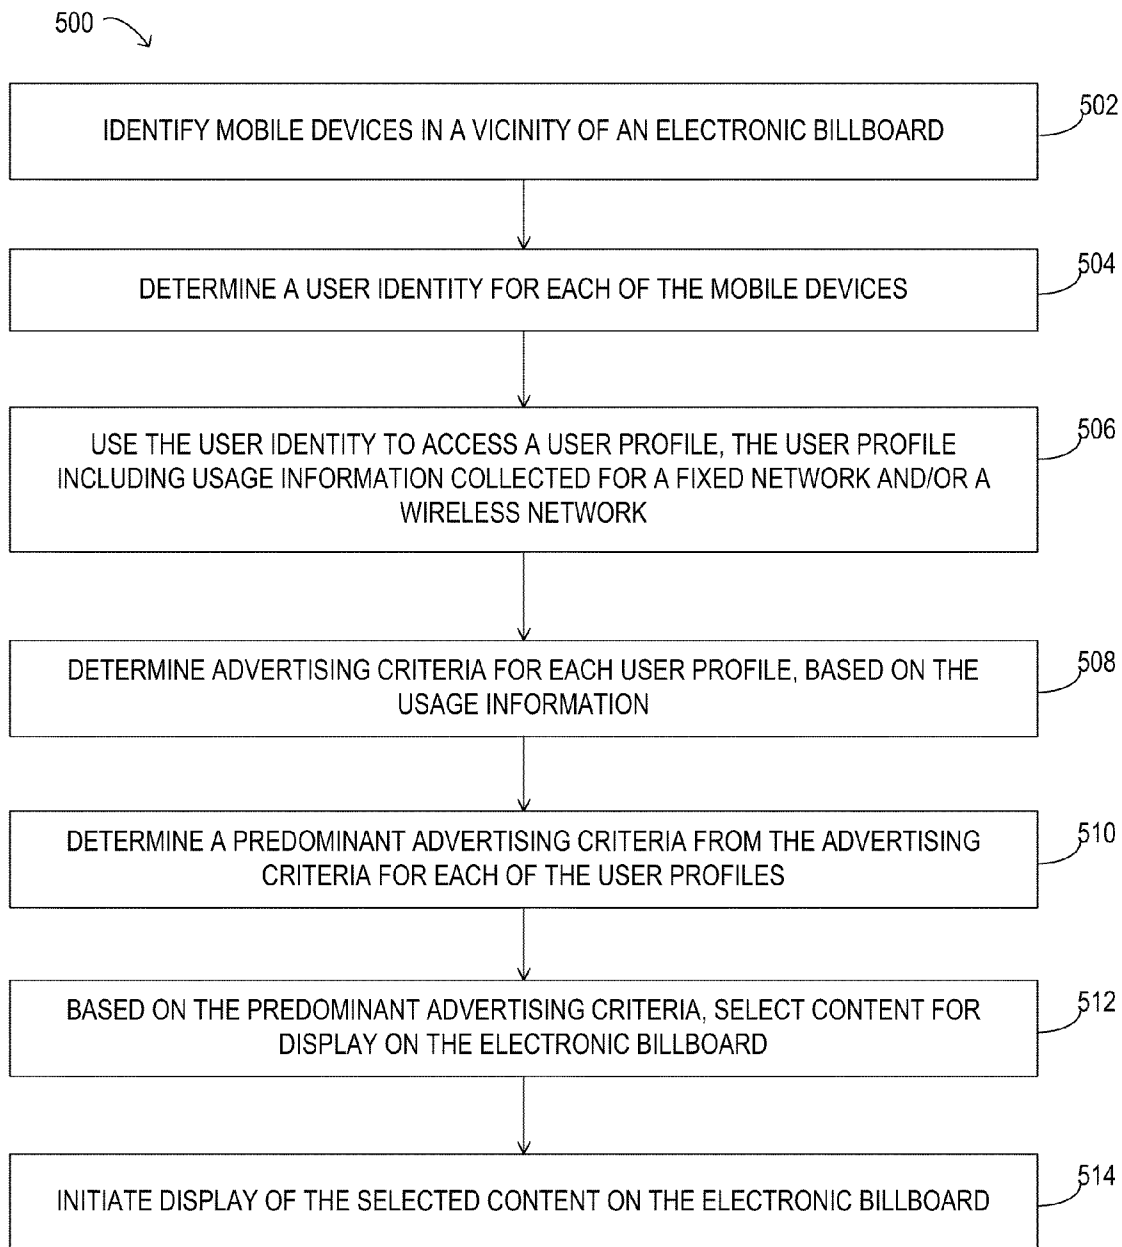 500
IDENTIFY MOBILE DEVICES IN A VICINITY OF AN ELECTRONIC BILLBOARD
502
DETERMINE A USER IDENTITY FOR EACH OF THE MOBILE DEVICES
504
USE THE USER IDENTITY TO ACCESS A USER PROFILE, THE USER PROFILE
INCLUDING USAGE INFORMATION COLLECTED FOR A FIXED NETWORK AND/OR A
WIRELESS NETWORK
506
DETERMINE ADVERTISING CRITERIA FOR EACH USER PROFILE, BASED ON THE
USAGE INFORMATION
508
DETERMINE A PREDOMINANT ADVERTISING CRITERIA FROM THE ADVERTISING
CRITERIA FOR EACH OF THE USER PROFILES
510
BASED ON THE PREDOMINANT ADVERTISING CRITERIA, SELECT CONTENT FOR
DISPLAY ON THE ELECTRONIC BILLBOARD
512
INITIATE DISPLAY OF THE SELECTED CONTENT ON THE ELECTRONIC BILLBOARD
514